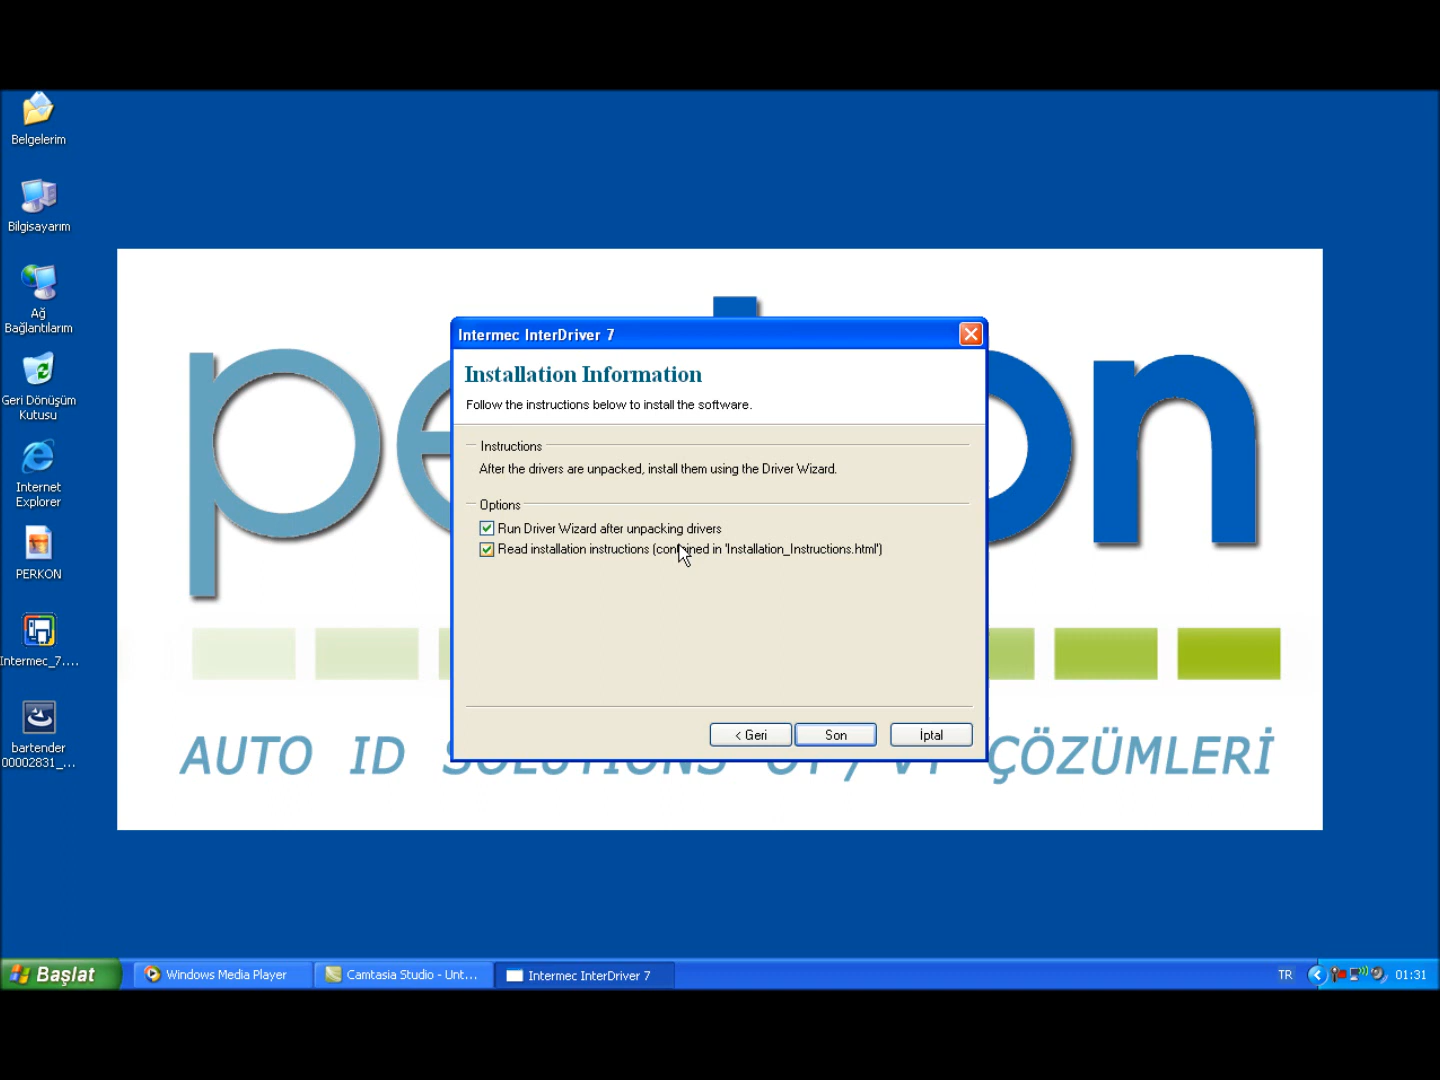 Belgelerim
Bilgisayarım
Ağ
Bağlantılarım
Geri Dönüşüm
Kutusu
Internet
Explorer
PERKON
Intermec_7....
bartender
00002831_...
Intermec InterDriver 7
Installation Information
Follow the instructions below to install the software.
Instructions
After the drivers are unpacked, install them using the Driver Wizard.
Options
Run Driver Wizard after unpacking drivers
Read installation instructions (contained in 'Installation_Instructions.html')
< Geri
Son
İptal
AUTO ID SOLUTIONS OT/VT ÇÖZÜMLERİ
Başlat
Windows Media Player
Camtasia Studio - Unt...
Intermec InterDriver 7
TR
01:31